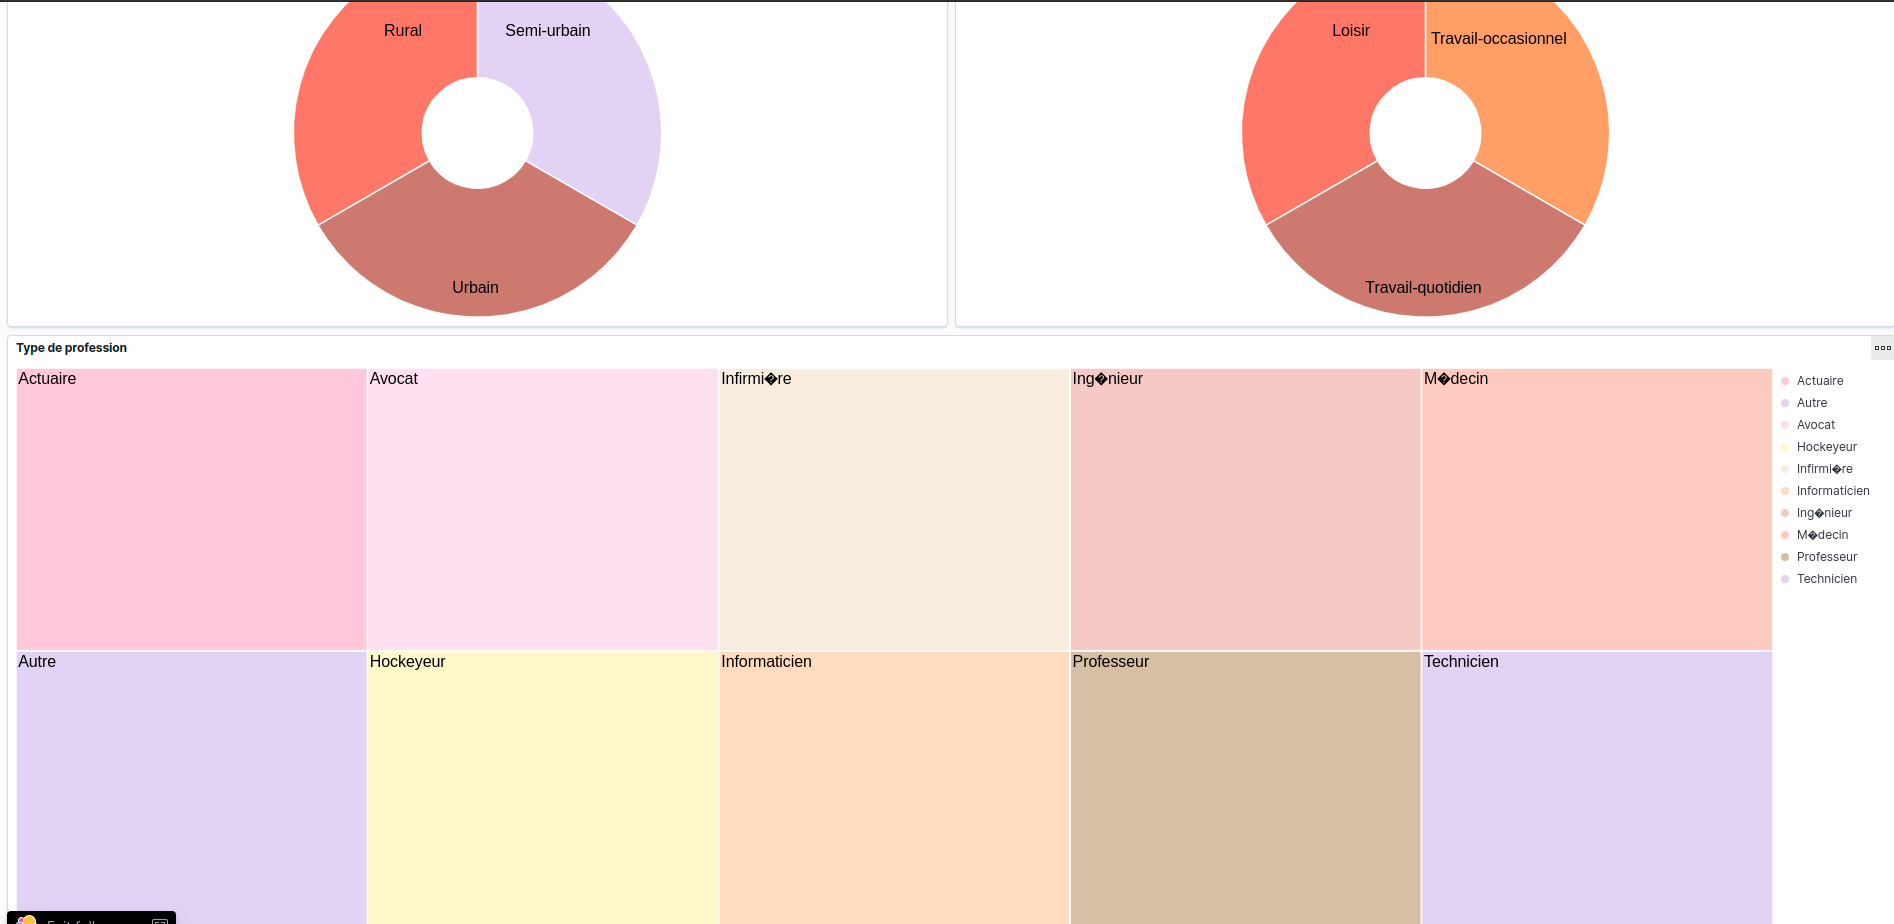 Rural
Semi-urbain
Urbain
Loisir
Travail-occasionnel
Travail-quotidien
Type de profession
Actuaire
Avocat
Infirmi�re
Ing�nieur
M�decin
Autre
Hockeyeur
Informaticien
Professeur
Technicien
Actuaire
Autre
Avocat
Hockeyeur
Infirmi�re
Informaticien
Ing�nieur
M�decin
Professeur
Technicien